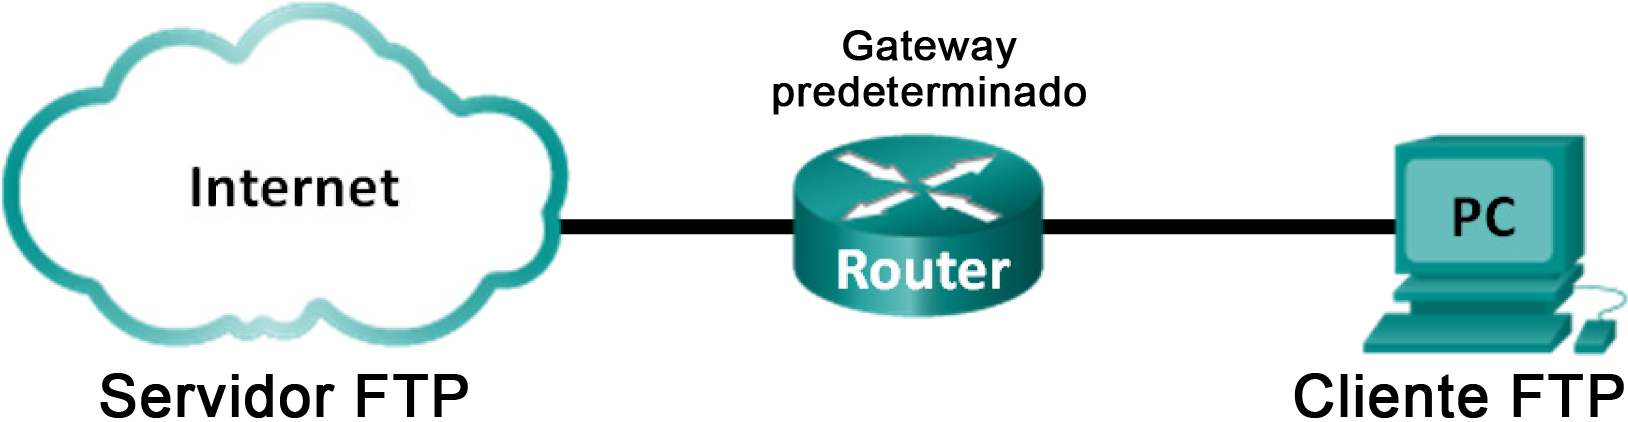 Gateway
predeterminado
Internet
Router
PC
Servidor FTP
Cliente FTP